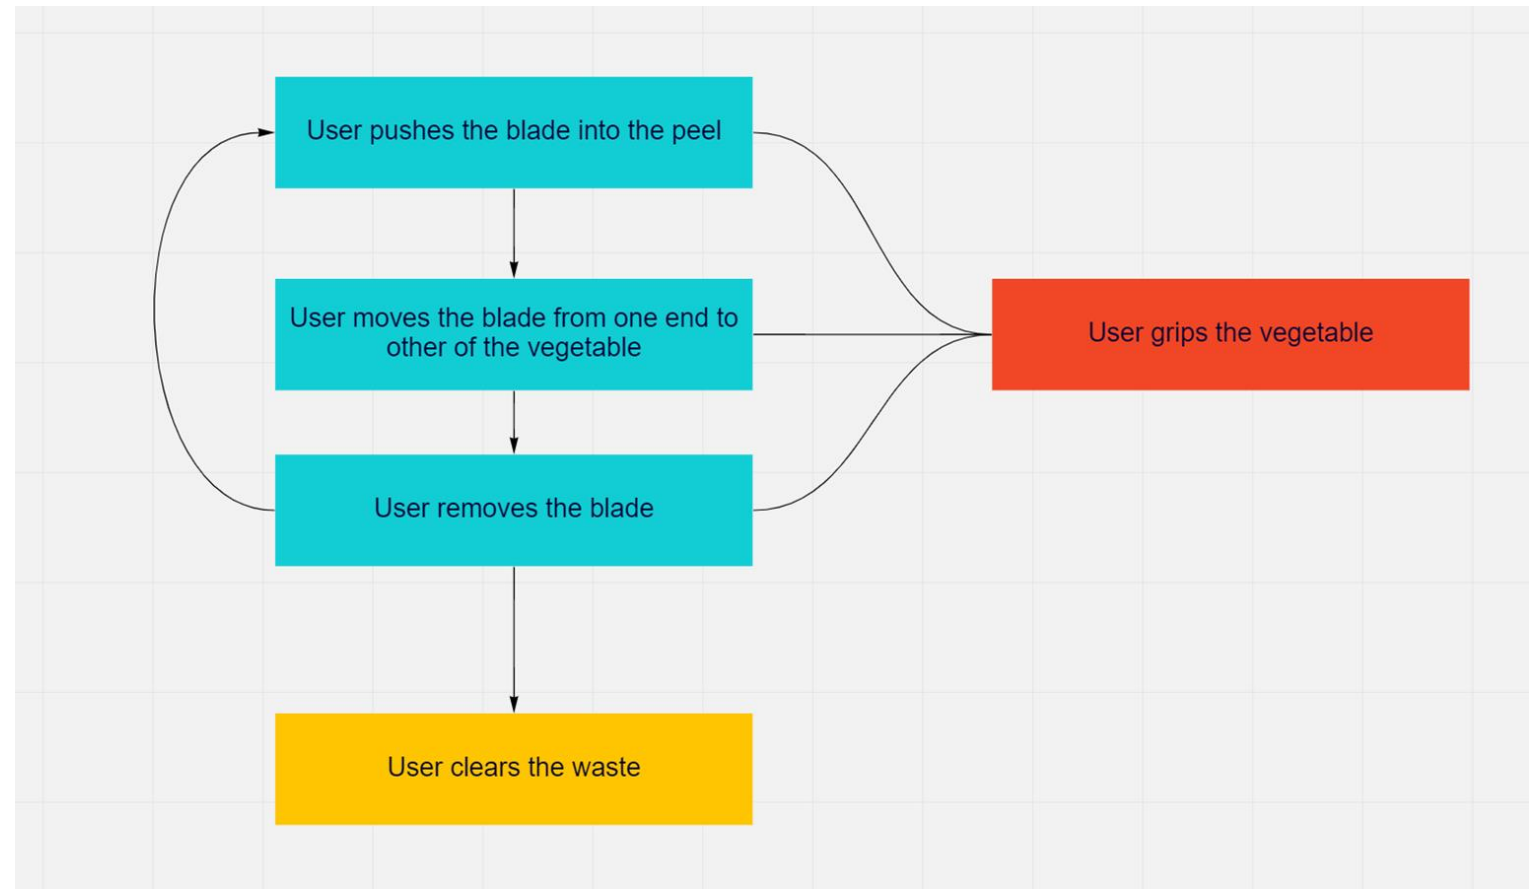 User pushes the blade into the peel
User moves the blade from one end to
other of the vegetable
User grips the vegetable
User removes the blade
User clears the waste